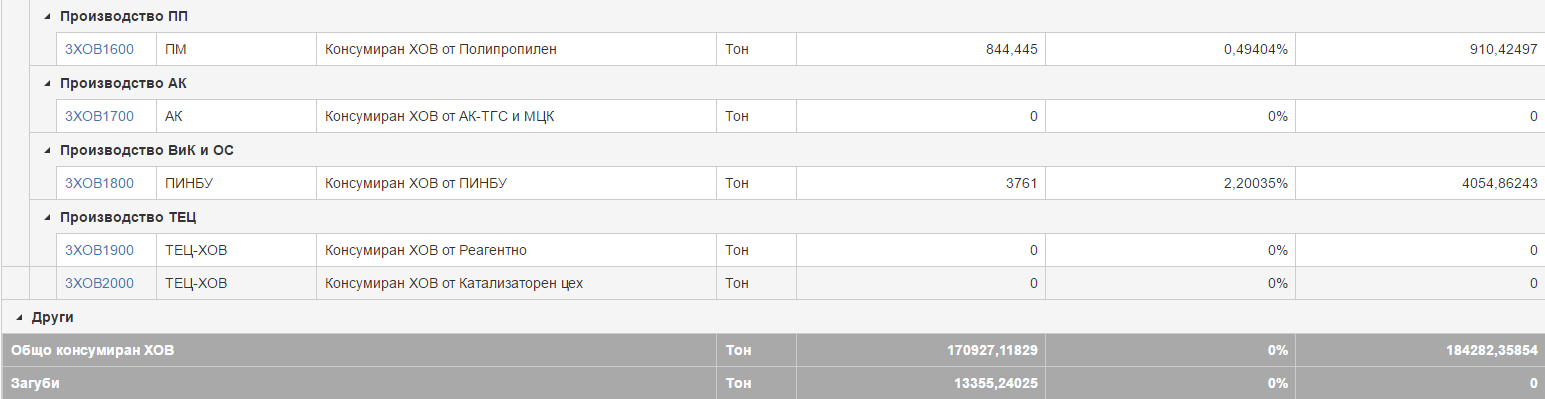 Производство ПП
3ХОВ1600 ПМ Консумиран ХОВ от Полипропилен Тон 844,445 0,49404% 910,42497
Производство АК
3ХОВ1700 АК Консумиран ХОВ от АК-ТГС и МЦК Тон 0 0% 0
Производство ВиК и ОС
3ХОВ1800 ПИНБУ Консумиран ХОВ от ПИНБУ Тон 3761 2,20035% 4054,86243
Производство ТЕЦ
3ХОВ1900 ТЕЦ-ХОВ Консумиран ХОВ от Реагентно Тон 0 0% 0
3ХОВ2000 ТЕЦ-ХОВ Консумиран ХОВ от Катализаторен цех Тон 0 0% 0
Други
Общо консумиран ХОВ Тон 170927,11829 0% 184282,35854
Загуби Тон 13355,24025 0% 0